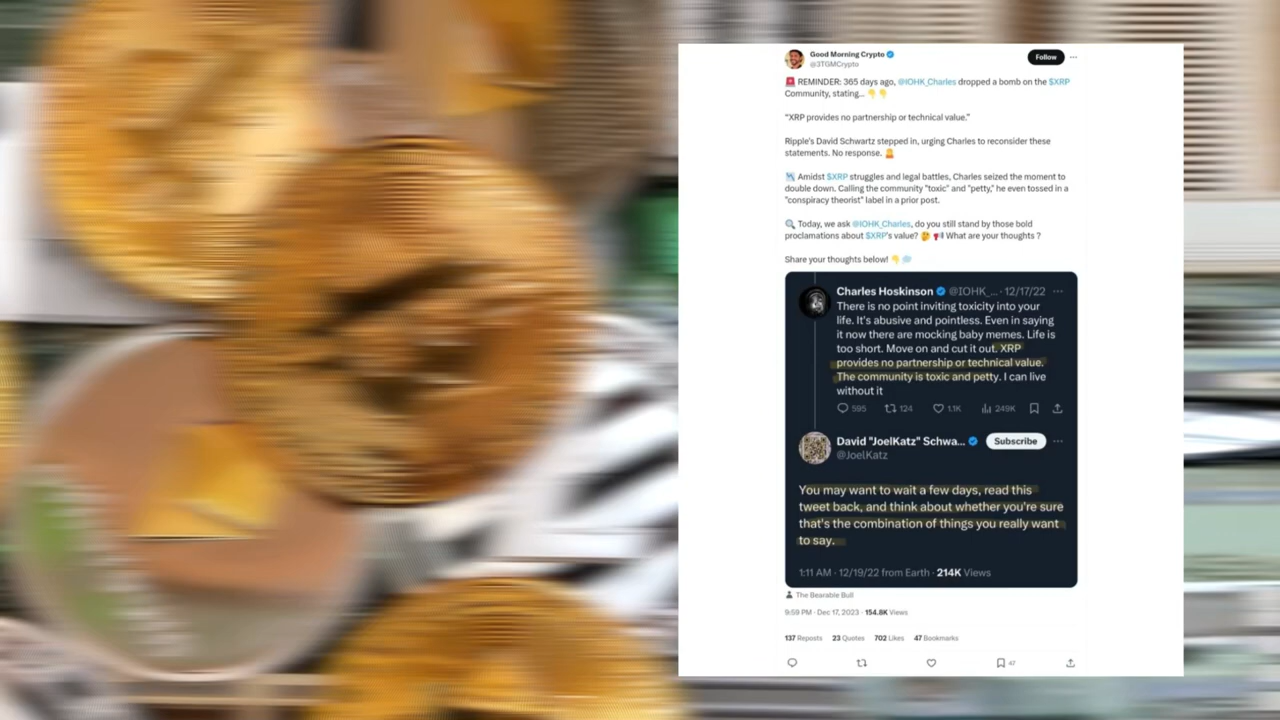 Good Morning Crypto
@3TGMCrypto
Follow
REMINDER: 365 days ago, @IOHK_Charles dropped a bomb on the $XRP
Community, stating...
"XRP provides no partnership or technical value."
Ripple's David Schwartz stepped in, urging Charles to reconsider these
statements. No response.
Amidst $XRP struggles and legal battles, Charles seized the moment to
double down. Calling the community "toxic" and "petty," he even tossed in a
"conspiracy theorist" label in a prior post.
Today, we ask @IOHK_Charles, do you still stand by those bold
proclamations about $XRP's value? What are your thoughts ?
Share your thoughts below!
Charles Hoskinson @IOHK_... · 12/17/22
There is no point inviting toxicity into your
life. It's abusive and pointless. Even in saying
it now there are mocking baby memes. Life is
too short. Move on and cut it out. XRP
provides no partnership or technical value.
The community is toxic and petty. I can live
without it
595 124 1.1K 249K
David "JoelKatz" Schwa...
Subscribe
@JoelKatz
You may want to wait a few days, read this
tweet back, and think about whether you're sure
that's the combination of things you really want
to say.
1:11 AM · 12/19/22 from Earth · 214K Views
The Bearable Bull
9:59 PM · Dec 17, 2023 · 154.8K Views
137 Reposts 23 Quotes 702 Likes 47 Bookmarks
47